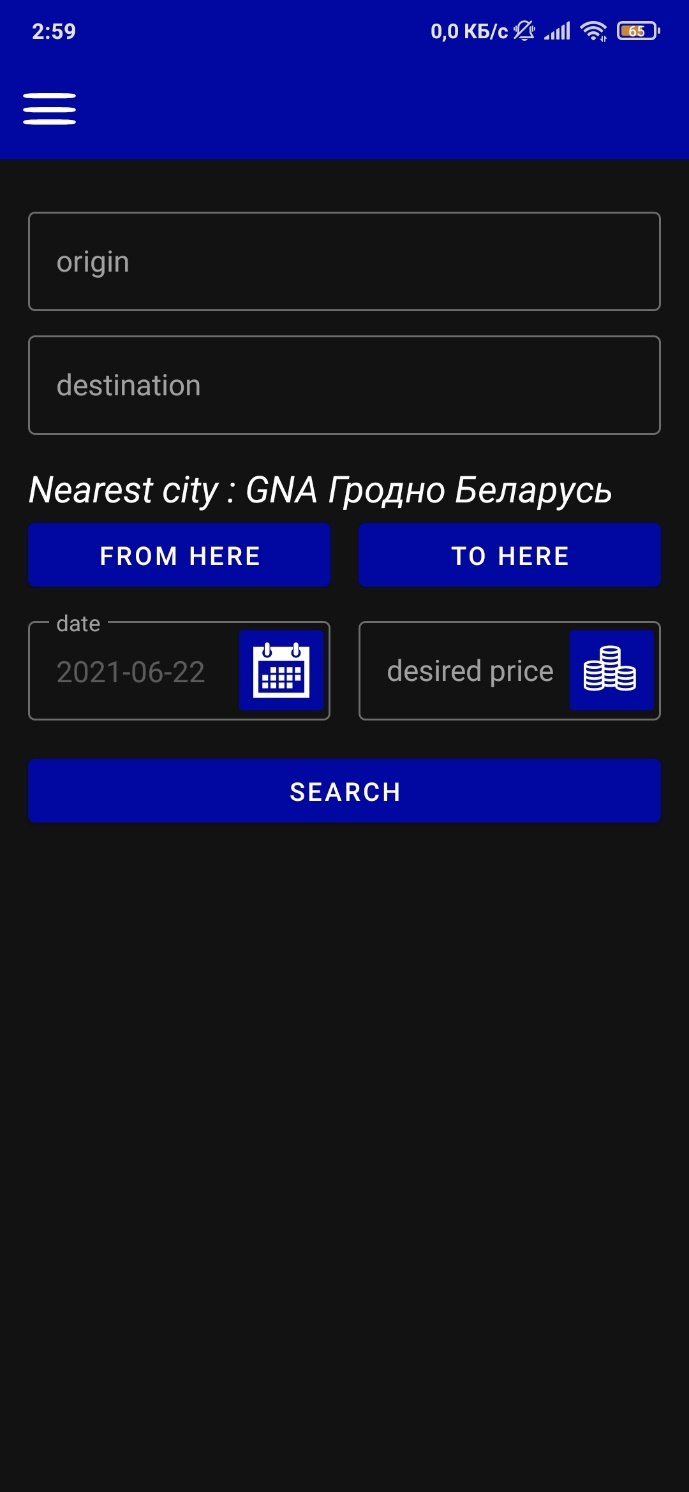 2:59 0,0 КБ/с 65
origin
destination
Nearest city : GNA Гродно Беларусь
FROM HERE TO HERE
date
2021-06-22 desired price
SEARCH